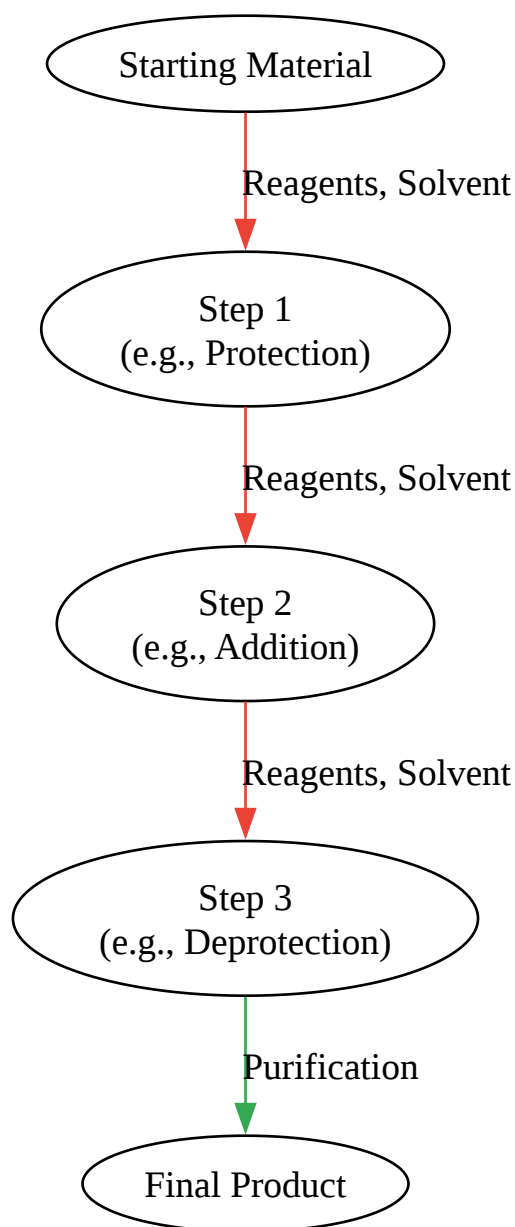 Starting Material
Reagents, Solvent
Step 1
(e.g., Protection)
Reagents, Solvent
Step 2
(e.g., Addition)
Reagents, Solvent
Step 3
(e.g., Deprotection)
Purification
Final Product